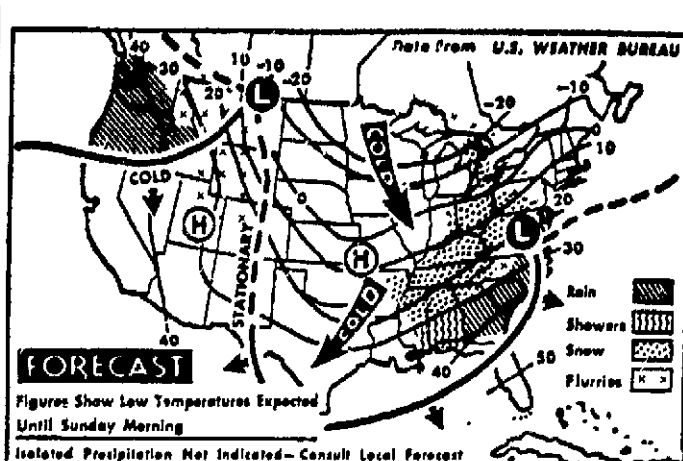 Data from U.S. WEATHER BUREAU
40
30
20
10
-10
-20
L
-20
-10
0
10
20
30
COLD
COLD
H
0
H
L
STATIONARY
COLD
40
40
50
Rain
Showers
Snow
Flurries
FORECAST
Figures Show Low Temperatures Expected
Until Sunday Morning
Isolated Precipitation Not Indicated – Consult Local Forecast